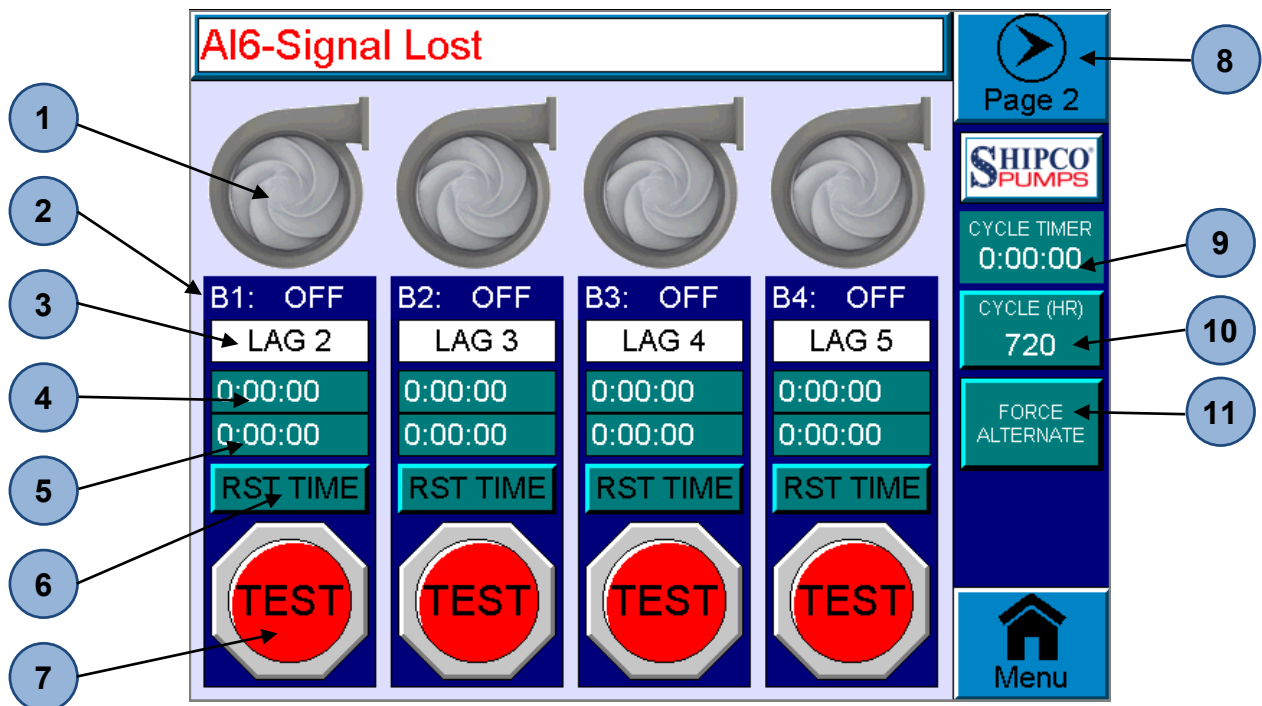 AI6-Signal Lost
Page 2
8
1
SHIPCO
PUMPS
2
CYCLE TIMER
0:00:00
9
B1: OFF
B2: OFF
B3: OFF
B4: OFF
3
LAG 2
LAG 3
LAG 4
LAG 5
CYCLE (HR)
720
10
4
0:00:00
0:00:00
0:00:00
0:00:00
FORCE
ALTERNATE
11
5
0:00:00
0:00:00
0:00:00
0:00:00
6
RST TIME
RST TIME
RST TIME
RST TIME
7
TEST
TEST
TEST
TEST
Menu